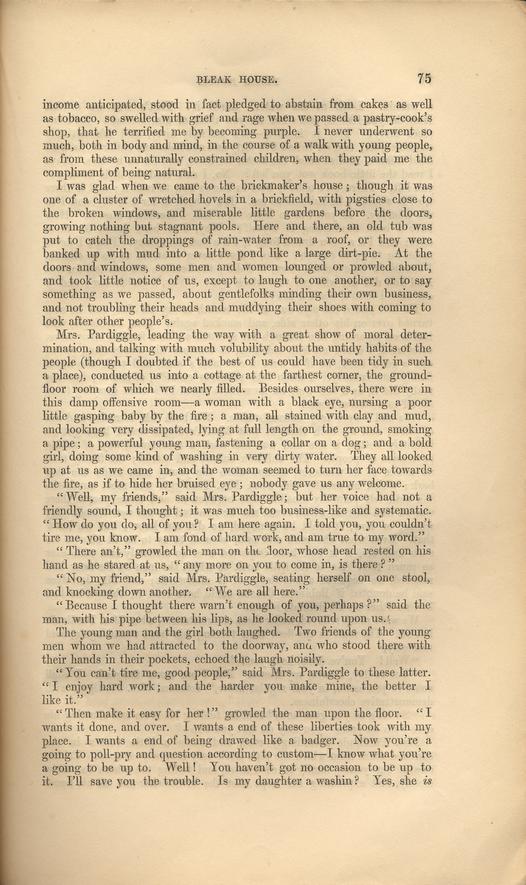 BLEAK HOUSE. 75
income anticipated, stood in fact pledged to abstain from cakes as well
as tobacco, so swelled with grief and rage when we passed a pastry-cook's
shop, that he terrified me by becoming purple. I never underwent so
much, both in body and mind, in the course of a walk with young people,
as from these unnaturally constrained children, when they paid me the
compliment of being natural.
I was glad when we came to the brickmaker's house; though it was
one of a cluster of wretched hovels in a brickfield, with pigsties close to
the broken windows, and miserable little gardens before the doors,
growing nothing but stagnant pools. Here and there, an old tub was
put to catch the droppings of rain-water from a roof, or they were
banked up with mud into a little pond like a large dirt-pie. At the
doors and windows, some men and women lounged or prowled about,
and took little notice of us, except to laugh to one another, or to say
something as we passed, about gentlefolks minding their own business,
and not troubling their heads and muddying their shoes with coming to
look after other people's.
Mrs. Pardiggle, leading the way with a great show of moral deter-
mination, and talking with much volubility about the untidy habits of the
people (though I doubted if the best of us could have been tidy in such
a place), conducted us into a cottage at the farthest corner, the ground-
floor room of which we nearly filled. Besides ourselves, there were in
this damp offensive room—a woman with a black eye, nursing a poor
little gasping baby by the fire; a man, all stained with clay and mud,
and looking very dissipated, lying at full length on the ground, smoking
a pipe; a powerful young man, fastening a collar on a dog; and a bold
girl, doing some kind of washing in very dirty water. They all looked
up at us as we came in, and the woman seemed to turn her face towards
the fire, as if to hide her bruised eye; nobody gave us any welcome.
"Well, my friends," said Mrs. Pardiggle; but her voice had not a
friendly sound, I thought; it was much too business-like and systematic.
"How do you do, all of you? I am here again. I told you, you couldn't
tire me, you know. I am fond of hard work, and am true to my word."
"There an't," growled the man on the floor, whose head rested on his
hand as he stared at us, "any more on you to come in, is there?"
"No, my friend," said Mrs. Pardiggle, seating herself on one stool,
and knocking down another. "We are all here."
"Because I thought there warn't enough of you, perhaps?" said the
man, with his pipe between his lips, as he looked round upon us.
The young man and the girl both laughed. Two friends of the young
men whom we had attracted to the doorway, and who stood there with
their hands in their pockets, echoed the laugh noisily.
"You can't tire me, good people," said Mrs. Pardiggle to these latter.
"I enjoy hard work; and the harder you make mine, the better I
like it."
"Then make it easy for her!" growled the man upon the floor. "I
wants it done, and over. I wants a end of these liberties took with my
place. I wants a end of being drawed like a badger. Now you're a
going to poll-pry and question according to custom—I know what you're
a going to be up to. Well! You haven't got no occasion to be up to
it. I'll save you the trouble. Is my daughter a washin? Yes, she is